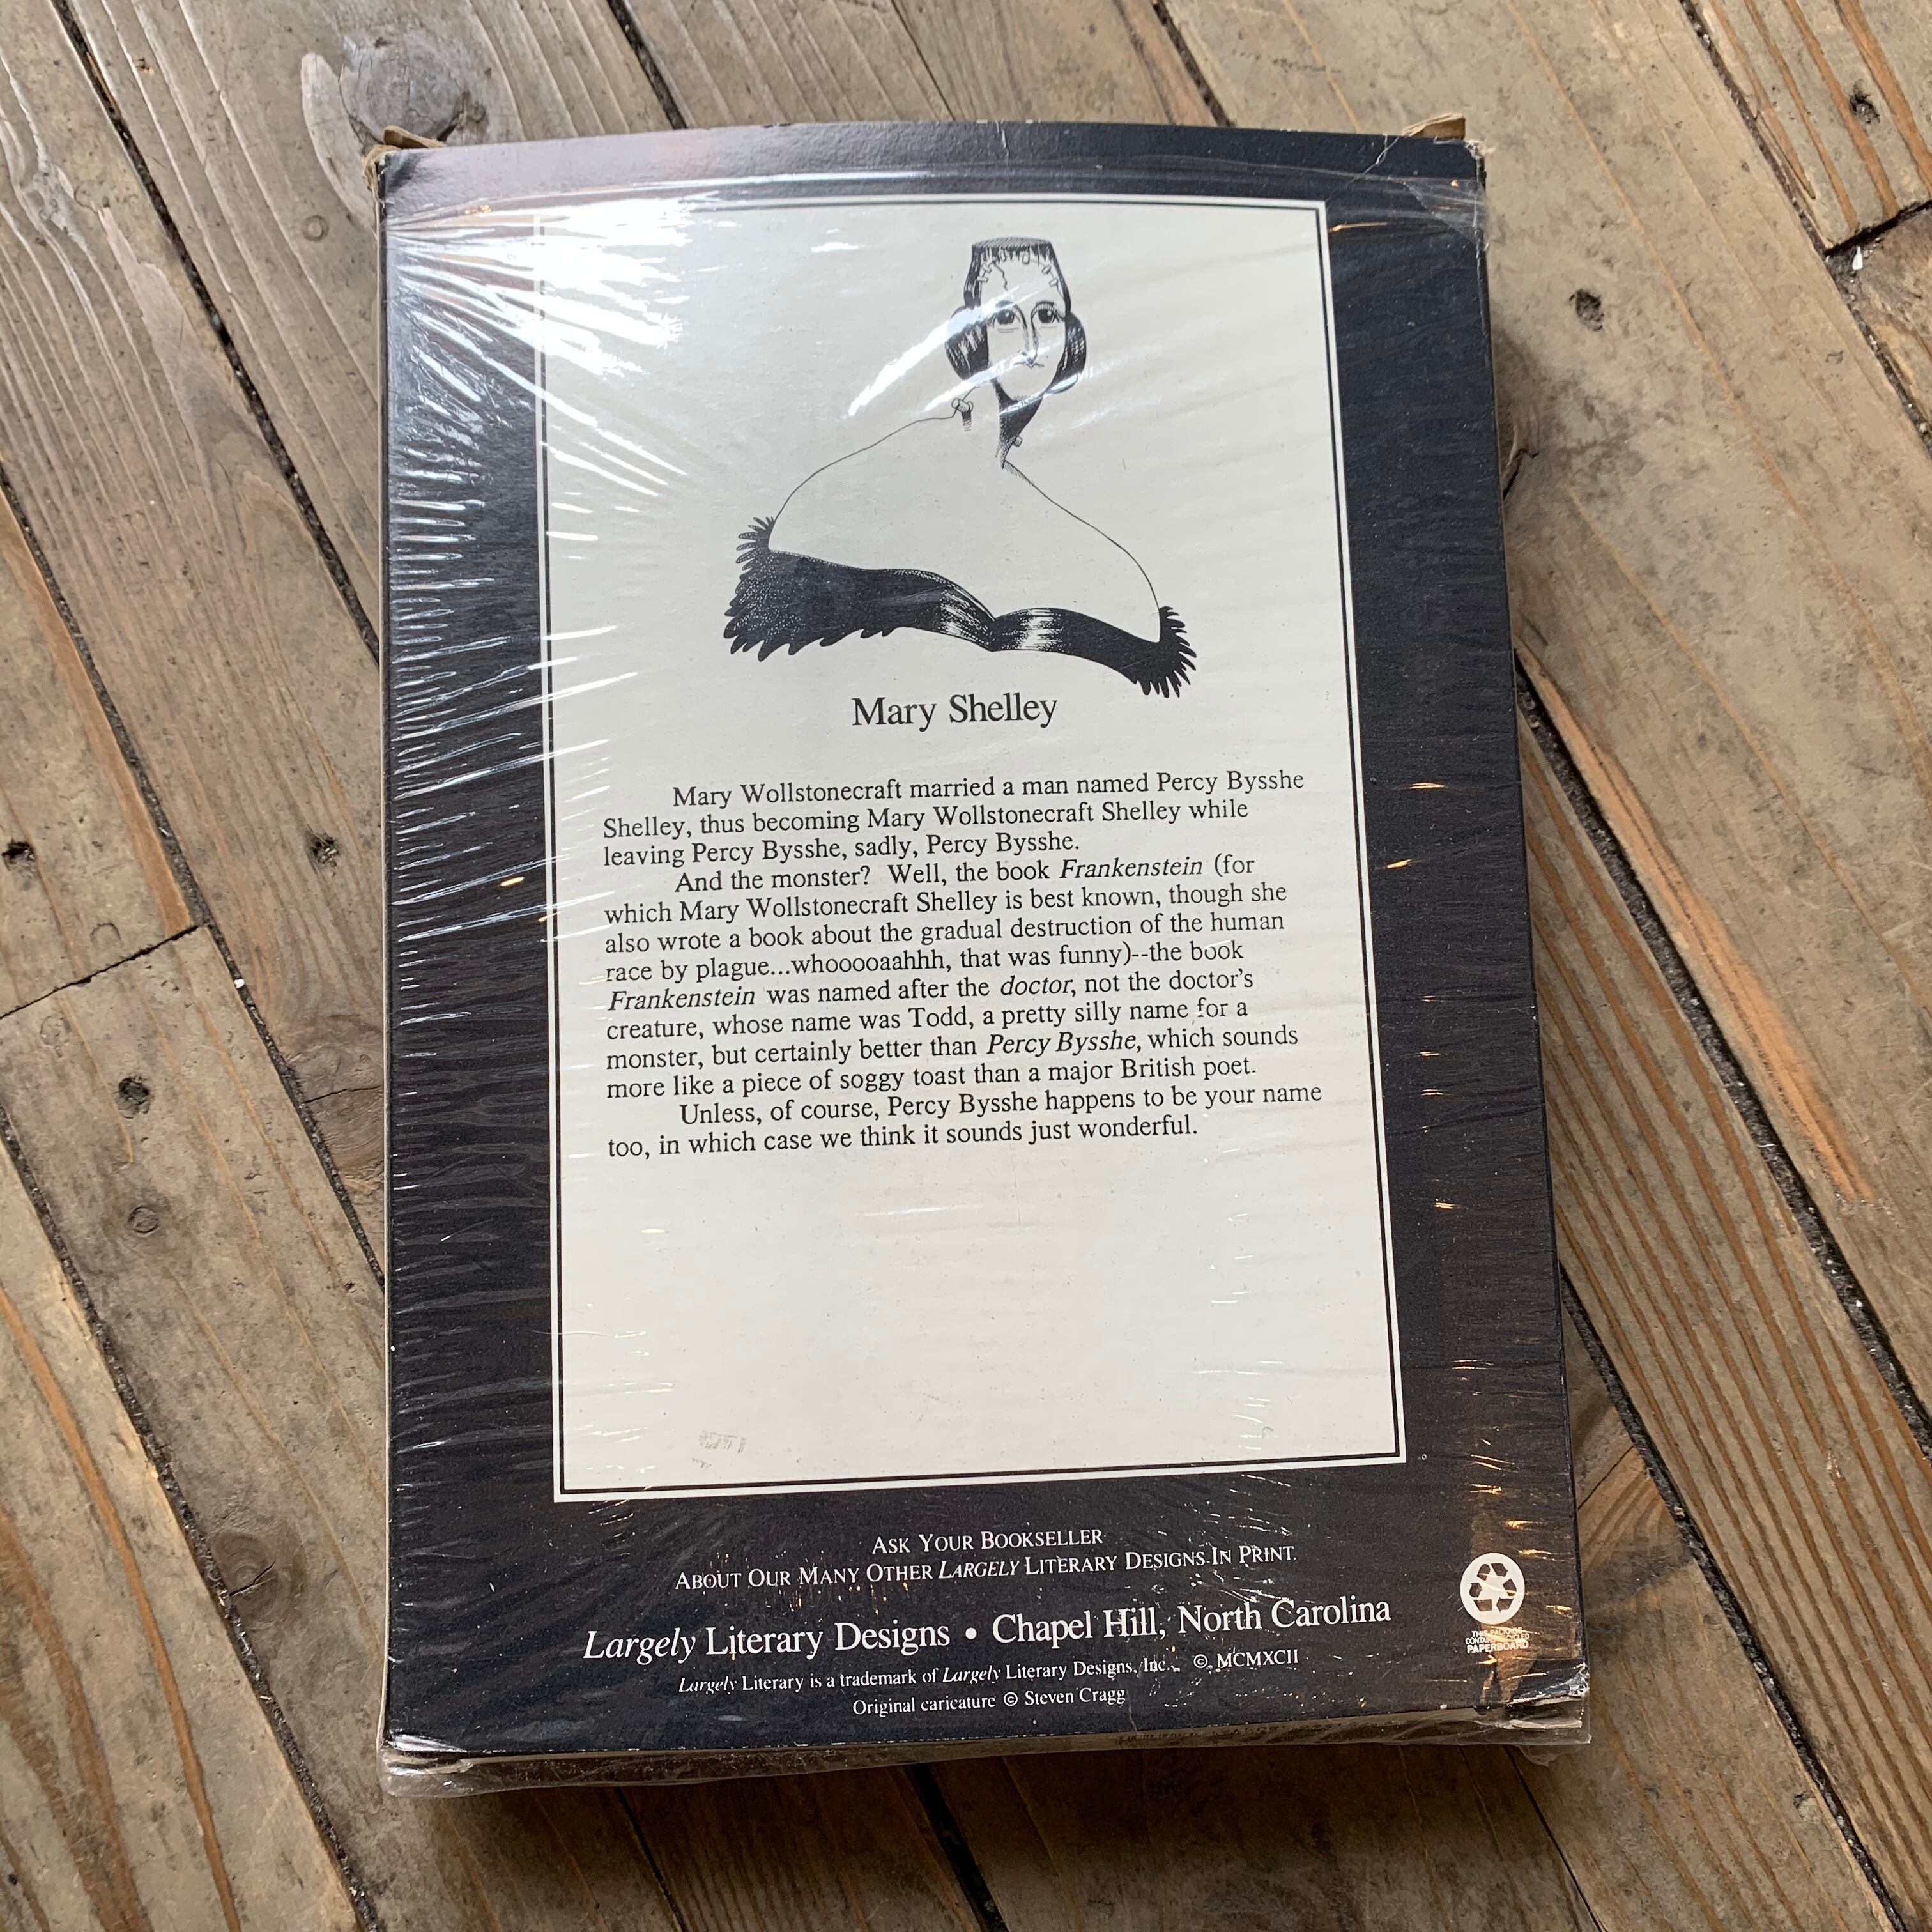 Mary Shelley
Mary Wollstonecraft married a man named Percy Bysshe
Shelley, thus becoming Mary Wollstonecraft Shelley while
leaving Percy Bysshe, sadly, Percy Bysshe.
And the monster? Well, the book Frankenstein (for
which Mary Wollstonecraft Shelley is best known, though she
also wrote a book about the gradual destruction of the human
race by plague...whooooaahhh, that was funny)--the book
Frankenstein was named after the doctor, not the doctor's
creature, whose name was Todd, a pretty silly name for a
monster, but certainly better than Percy Bysshe, which sounds
more like a piece of soggy toast than a major British poet.
Unless, of course, Percy Bysshe happens to be your name
too, in which case we think it sounds just wonderful.
ASK YOUR BOOKSELLER
ABOUT OUR MANY OTHER LARGELY LITERARY DESIGNS IN PRINT.
Largely Literary Designs • Chapel Hill, North Carolina
Largely Literary is a trademark of Largely Literary Designs, Inc. © MCMXCII
Original caricature © Steven Cragg
THIS PACKAGE
CONTAINS RECYCLED
PAPERBOARD